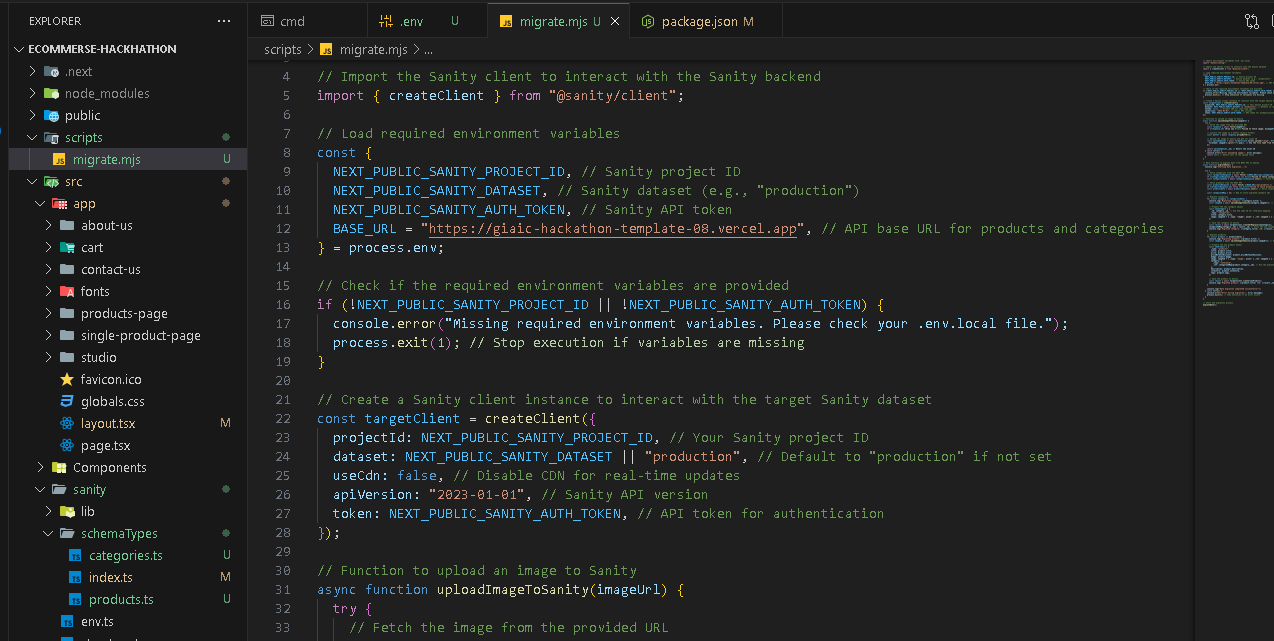 EXPLORER
ECOMMERSE-HACKHATHON
.next
node_modules
public
scripts
migrate.mjs U
src
app
about-us
cart
contact-us
fonts
products-page
single-product-page
studio
favicon.ico
globals.css
layout.tsx M
page.tsx
Components
sanity
lib
schemaTypes
categories.ts U
index.ts M
products.ts U
env.ts
cmd
.env U
migrate.mjs U
package.json M
scripts > migrate.mjs > ...
4 // Import the Sanity client to interact with the Sanity backend
5 import { createClient } from "@sanity/client";
6
7 // Load required environment variables
8 const {
9 NEXT_PUBLIC_SANITY_PROJECT_ID, // Sanity project ID
10 NEXT_PUBLIC_SANITY_DATASET, // Sanity dataset (e.g., "production")
11 NEXT_PUBLIC_SANITY_AUTH_TOKEN, // Sanity API token
12 BASE_URL = "https://giaic-hackathon-template-08.vercel.app", // API base URL for products and categories
13 } = process.env;
14
15 // Check if the required environment variables are provided
16 if (!NEXT_PUBLIC_SANITY_PROJECT_ID || !NEXT_PUBLIC_SANITY_AUTH_TOKEN) {
17 console.error("Missing required environment variables. Please check your .env.local file.");
18 process.exit(1); // Stop execution if variables are missing
19 }
20
21 // Create a Sanity client instance to interact with the target Sanity dataset
22 const targetClient = createClient({
23 projectId: NEXT_PUBLIC_SANITY_PROJECT_ID, // Your Sanity project ID
24 dataset: NEXT_PUBLIC_SANITY_DATASET || "production", // Default to "production" if not set
25 useCdn: false, // Disable CDN for real-time updates
26 apiVersion: "2023-01-01", // Sanity API version
27 token: NEXT_PUBLIC_SANITY_AUTH_TOKEN, // API token for authentication
28 });
29
30 // Function to upload an image to Sanity
31 async function uploadImageToSanity(imageUrl) {
32 try {
33 // Fetch the image from the provided URL